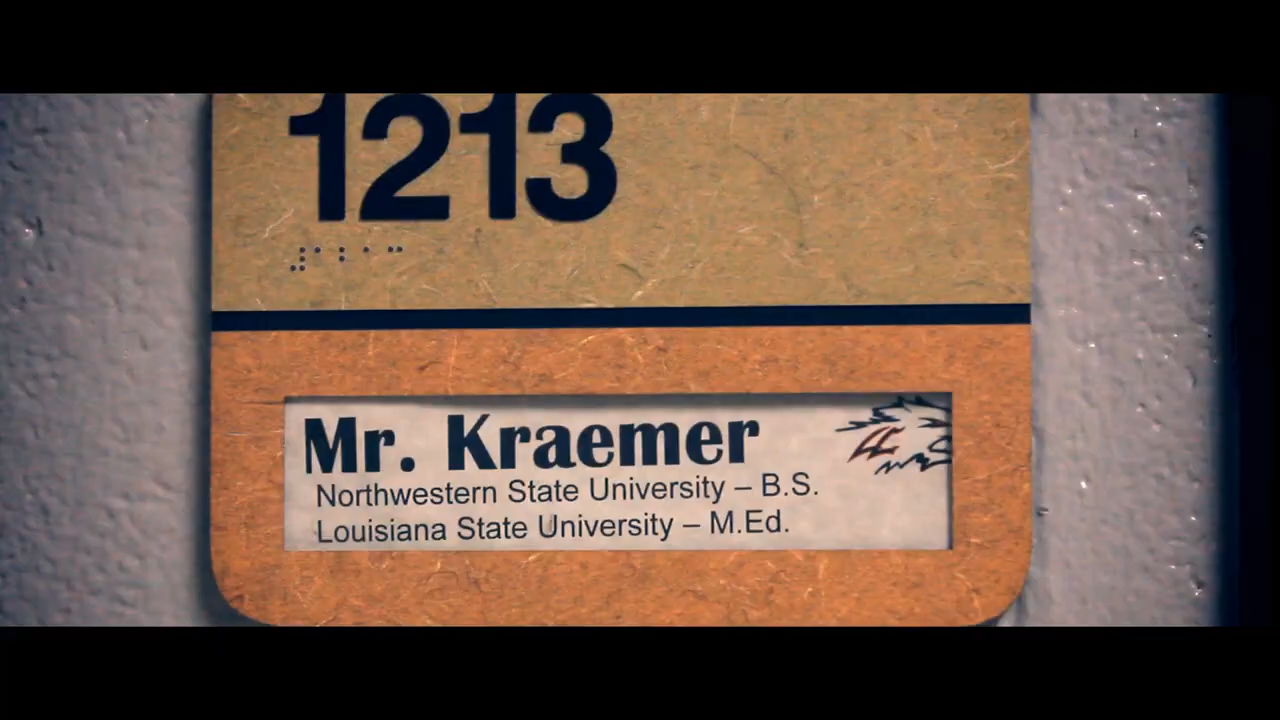 1213
Mr. Kraemer
Northwestern State University – B.S.
Louisiana State University – M.Ed.